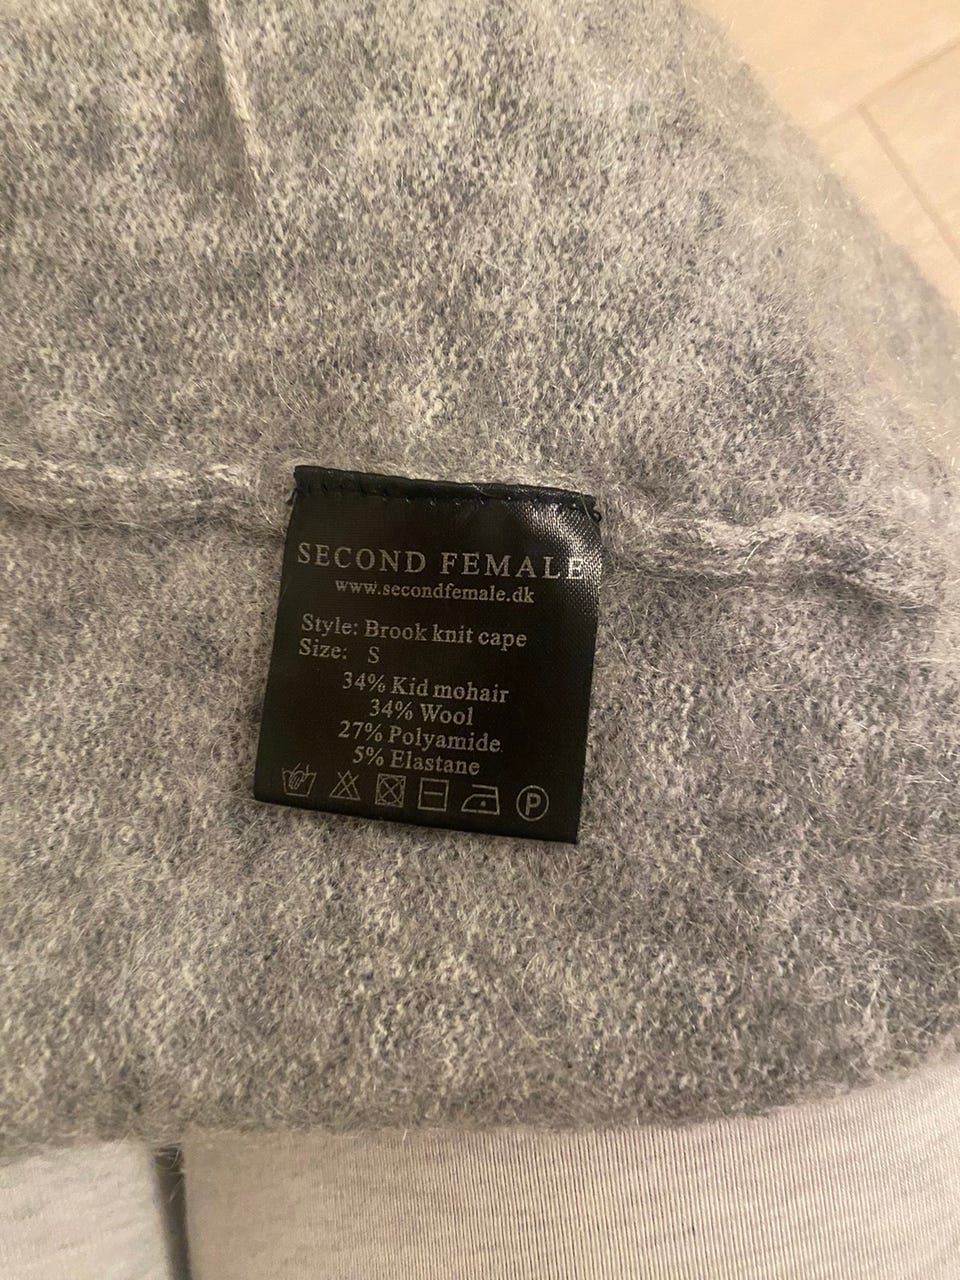 SECOND FEMALE
www.secondfemale.dk
Style: Brook knit cape
Size: S
34% Kid mohair
34% Wool
27% Polyamide
5% Elastane
P